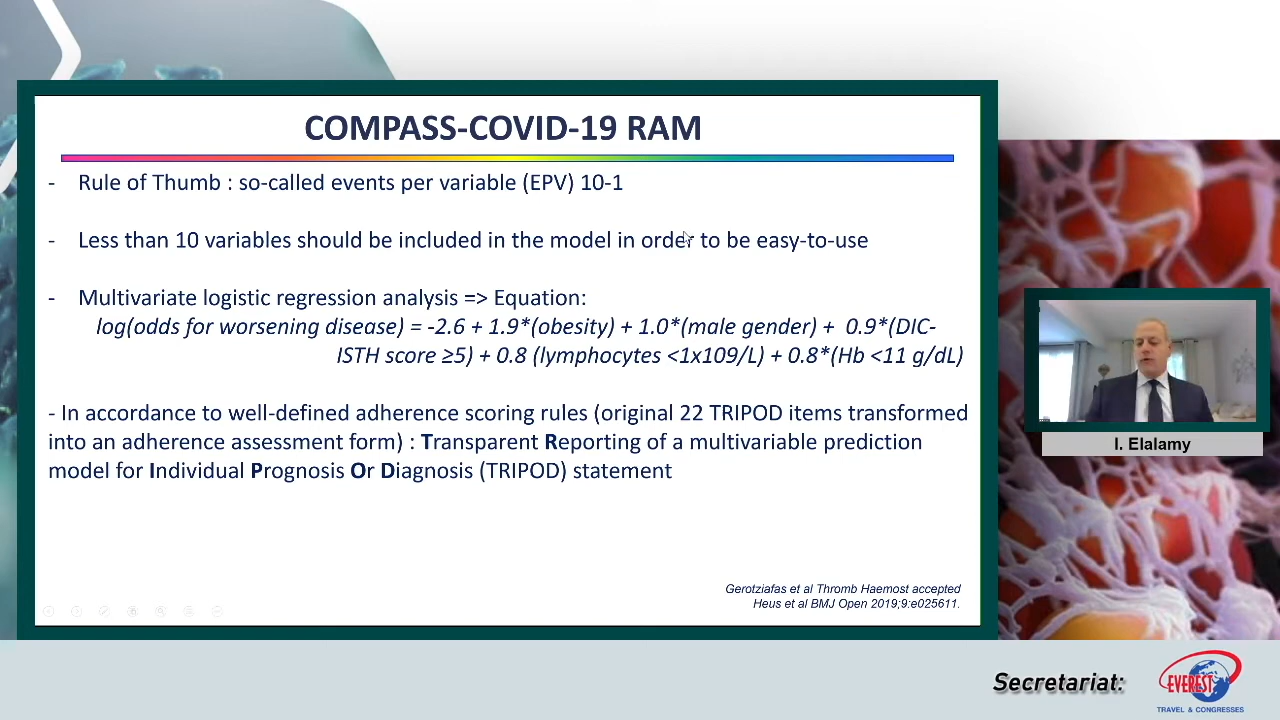 COMPASS-COVID-19 RAM
- Rule of Thumb : so-called events per variable (EPV) 10-1
- Less than 10 variables should be included in the model in order to be easy-to-use
- Multivariate logistic regression analysis => Equation:
log(odds for worsening disease) = -2.6 + 1.9*(obesity) + 1.0*(male gender) + 0.9*(DIC-
ISTH score ≥5) + 0.8 (lymphocytes <1x109/L) + 0.8*(Hb <11 g/dL)
- In accordance to well-defined adherence scoring rules (original 22 TRIPOD items transformed
into an adherence assessment form) : Transparent Reporting of a multivariable prediction
model for Individual Prognosis Or Diagnosis (TRIPOD) statement
Gerotziafas et al Thromb Haemost accepted
Heus et al BMJ Open 2019;9:e025611.
I. Elalamy
Secretariat:
EVEREST
TRAVEL & CONGRESSES